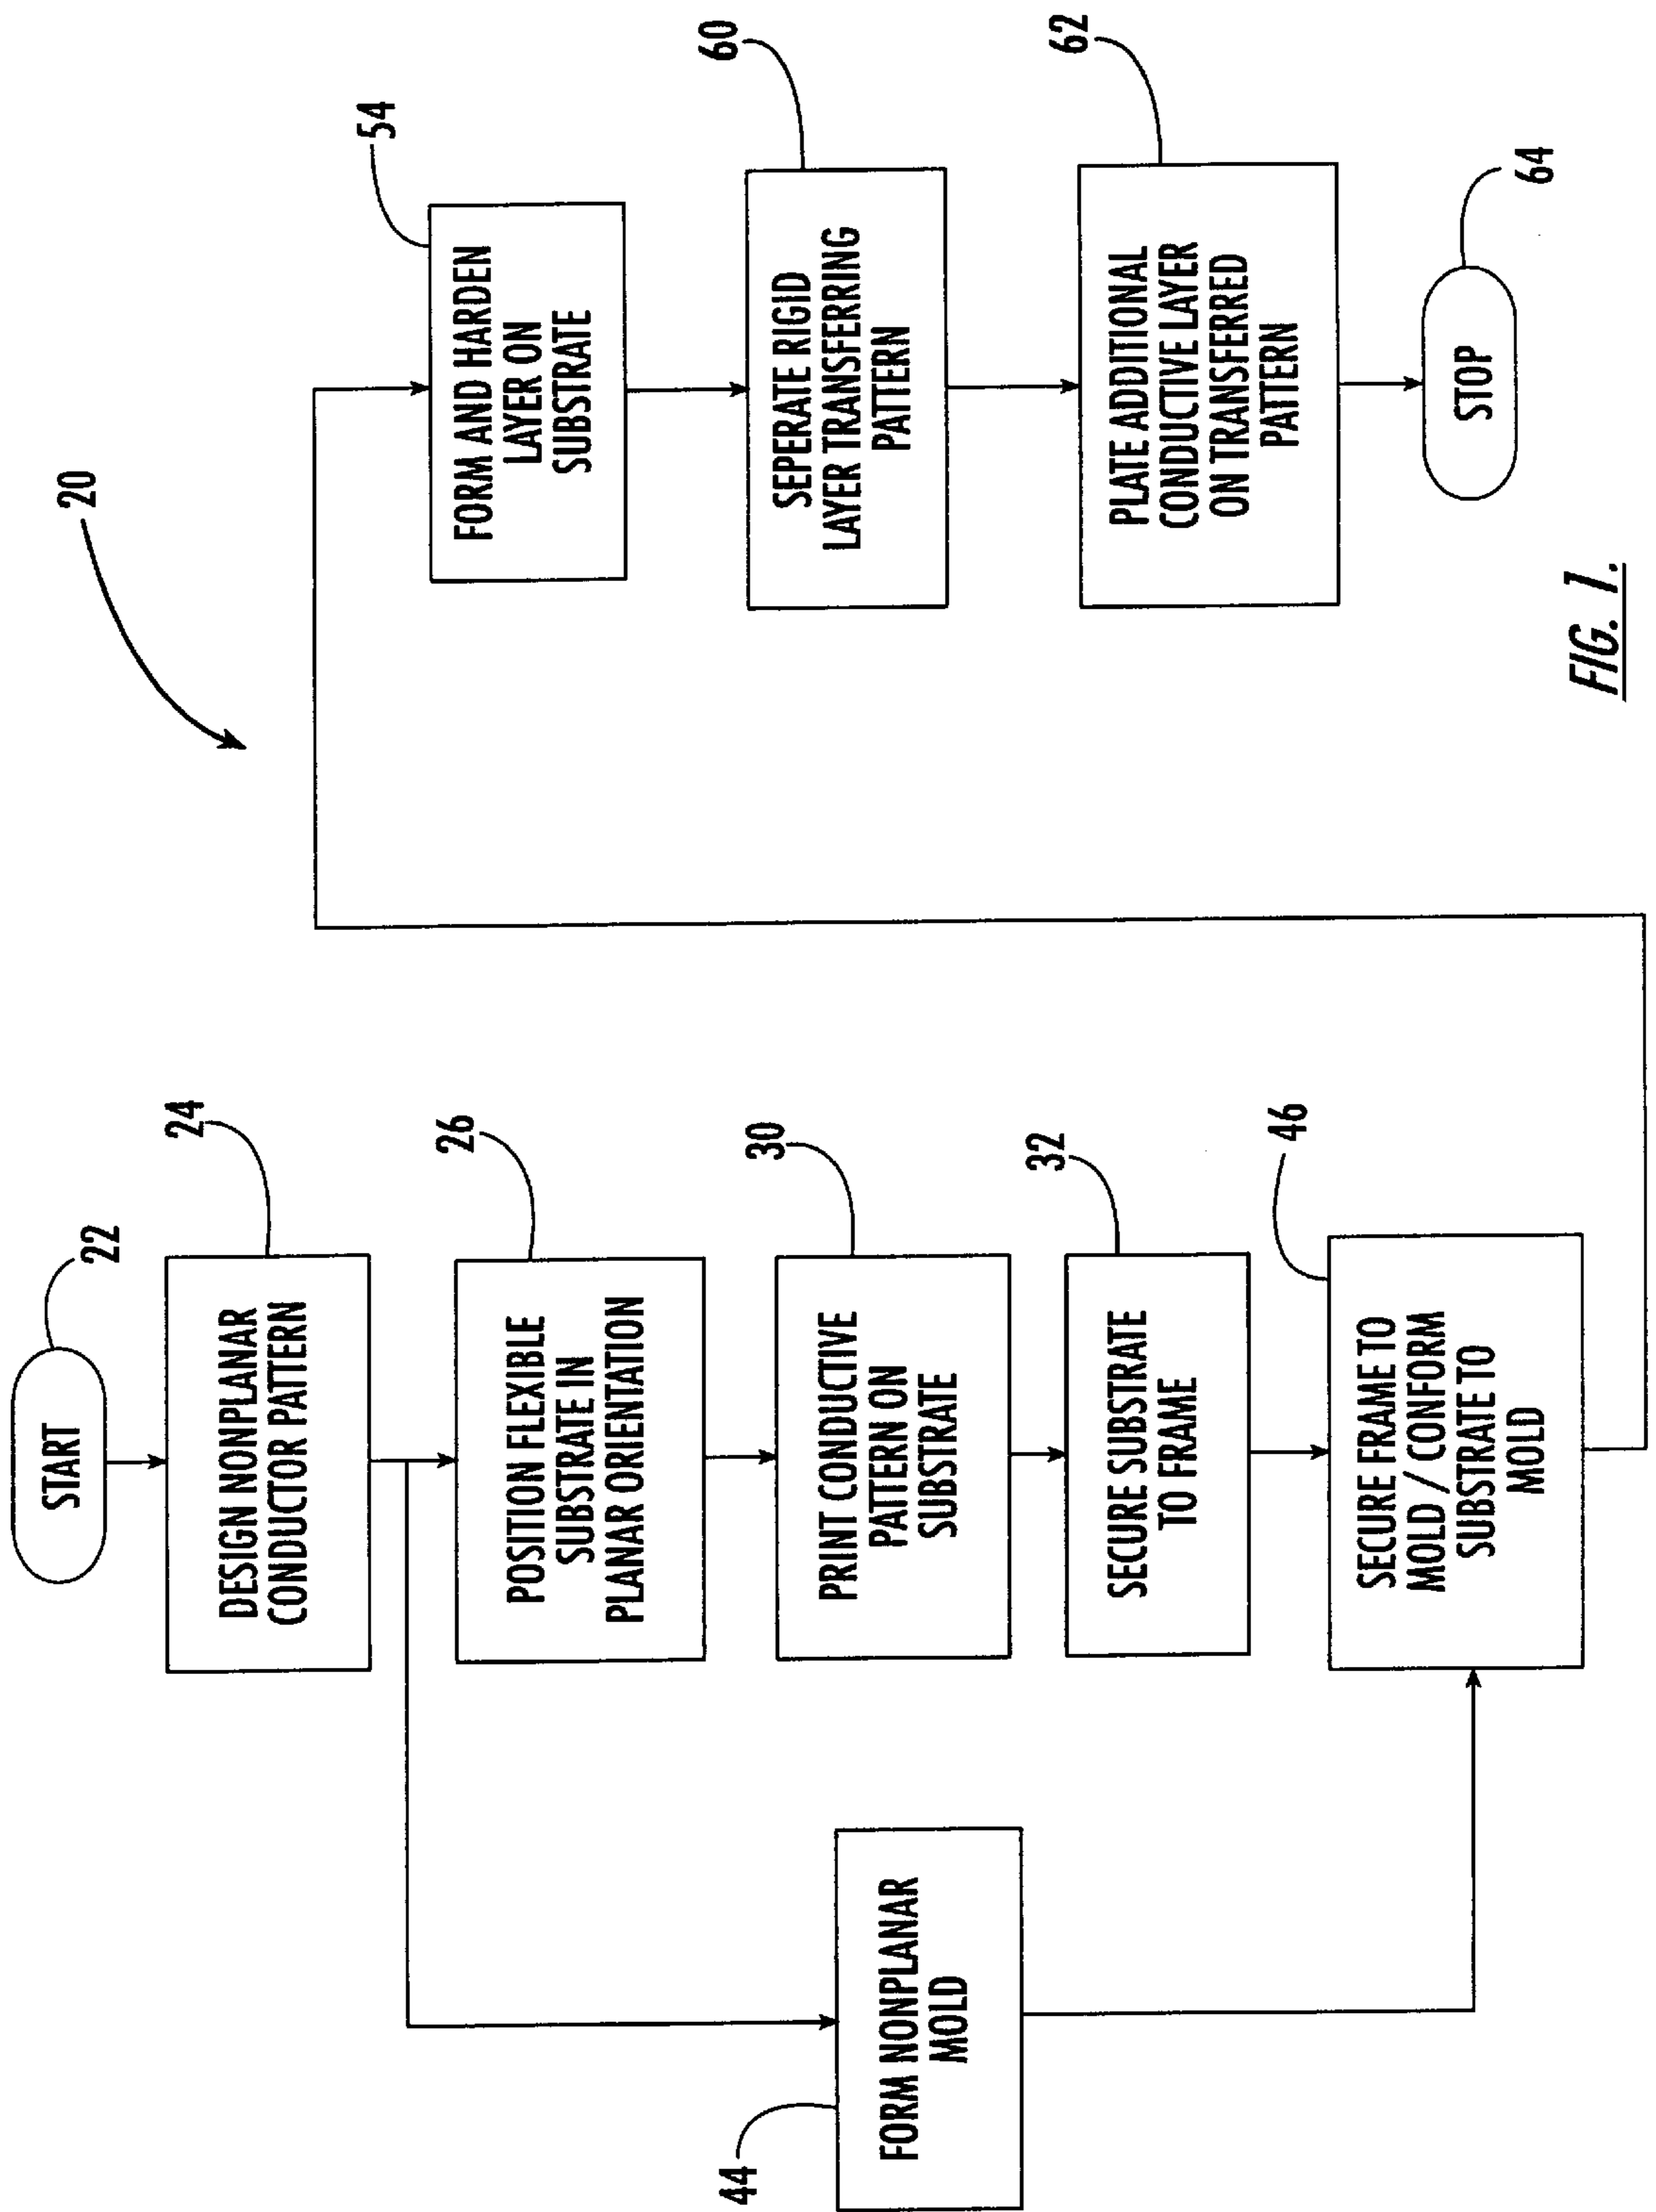 20
START
22
DESIGN NONPLANAR
CONDUCTOR PATTERN
24
POSITION FLEXIBLE
SUBSTRATE IN
PLANAR ORIENTATION
26
PRINT CONDUCTIVE
PATTERN ON
SUBSTRATE
30
SECURE SUBSTRATE
TO FRAME
32
FORM NONPLANAR
MOLD
44
SECURE FRAME TO
MOLD / CONFORM
SUBSTRATE TO
MOLD
46
FORM AND HARDEN
LAYER ON
SUBSTRATE
54
SEPERATE RIGID
LAYER TRANSFERRING
PATTERN
60
PLATE ADDITIONAL
CONDUCTIVE LAYER
ON TRANSFERRED
PATTERN
62
STOP
64
FIG. 1.